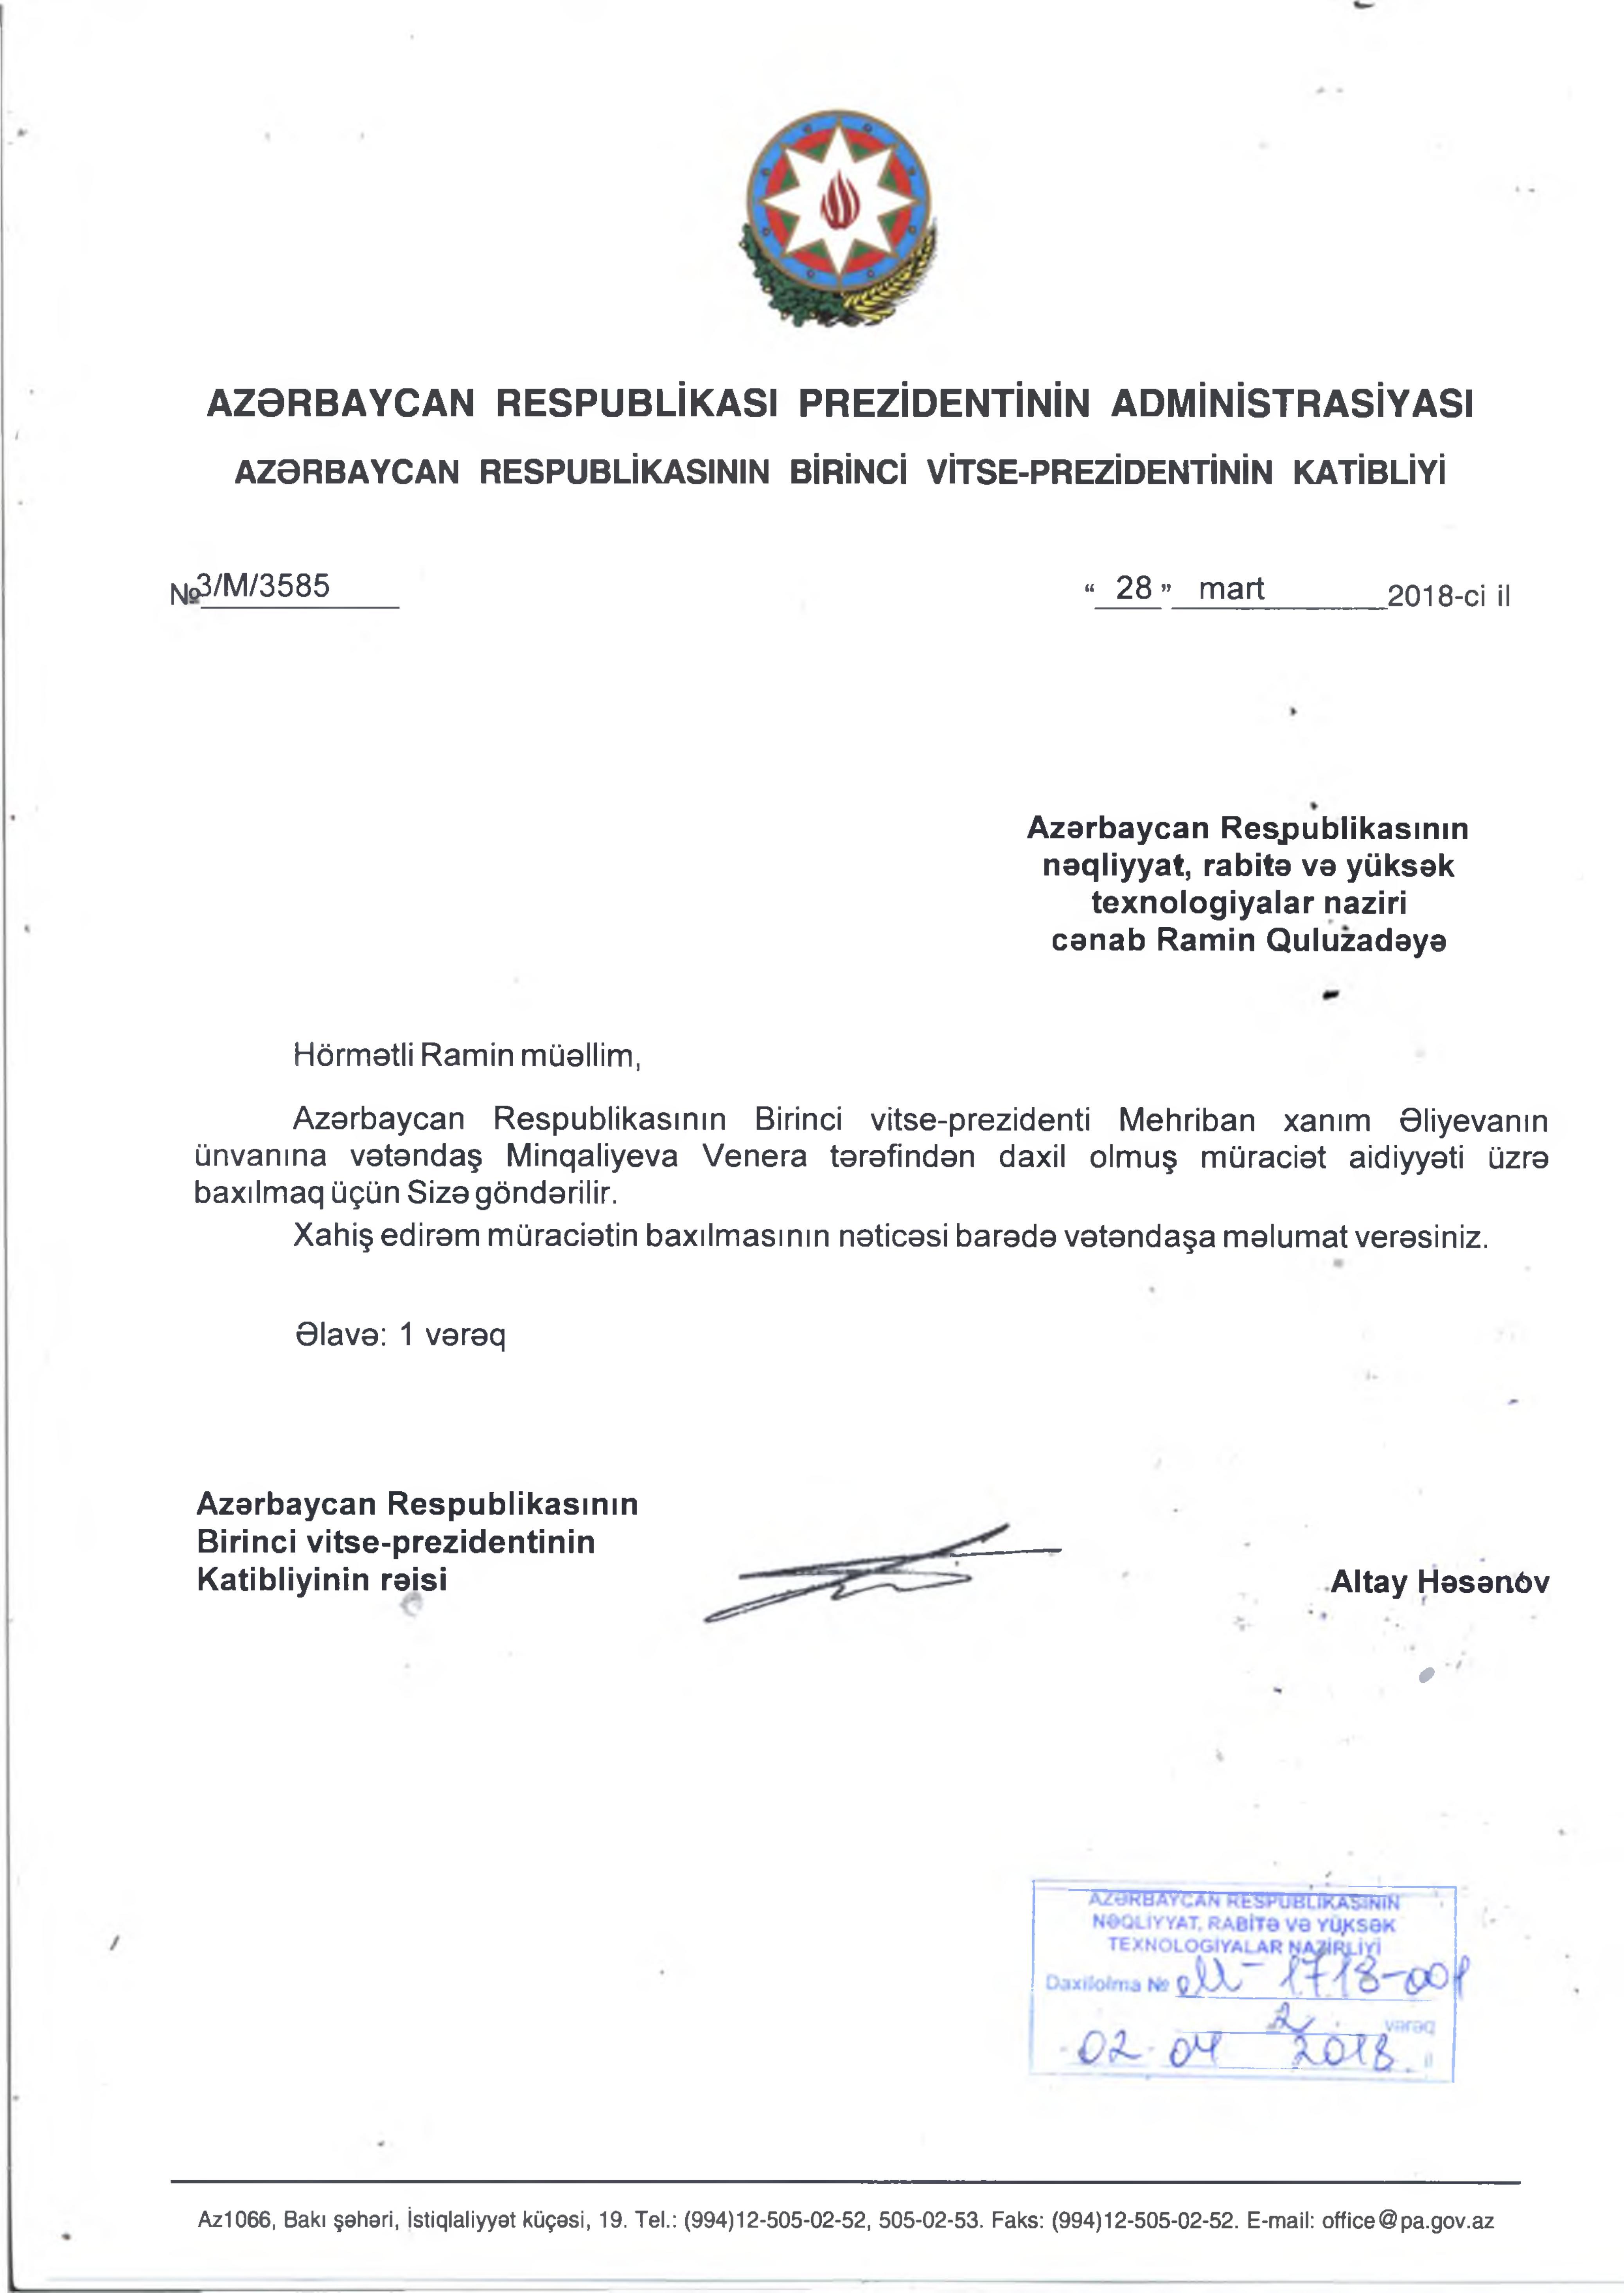 AZƏRBAYCAN RESPUBLİKASI PREZİDENTİNİN ADMİNİSTRASİYASI
AZƏRBAYCAN RESPUBLİKASININ BİRİNCİ VİTSE-PREZİDENTİNİN KATİBLİYİ
№3/M/3585 “ 28 ” mart 2018-ci il
Azərbaycan Respublikasının
nəqliyyat, rabitə və yüksək
texnologiyalar naziri
cənab Ramin Quluzadəyə
Hörmətli Ramin müəllim,
Azərbaycan Respublikasının Birinci vitse-prezidenti Mehriban xanım Əliyevanın
ünvanına vətəndaş Minqaliyeva Venera tərəfindən daxil olmuş müraciət aidiyyəti üzrə
baxılmaq üçün Sizə göndərilir.
Xahiş edirəm müraciətin baxılmasının nəticəsi barədə vətəndaşa məlumat verəsiniz.
Əlavə: 1 vərəq
Azərbaycan Respublikasının
Birinci vitse-prezidentinin
Katibliyinin rəisi Altay Həsənov
AZƏRBAYCAN RESPUBLİKASININ
NƏQLİYYAT, RABİTƏ VƏ YÜKSƏK
TEXNOLOGİYALAR NAZİRLİYİ
Daxilolma №
2 vərəq
02 04 2018 il
Az1066, Bakı şəhəri, İstiqlaliyyət küçəsi, 19. Tel.: (994)12-505-02-52, 505-02-53. Faks: (994)12-505-02-52. E-mail: office@pa.gov.az